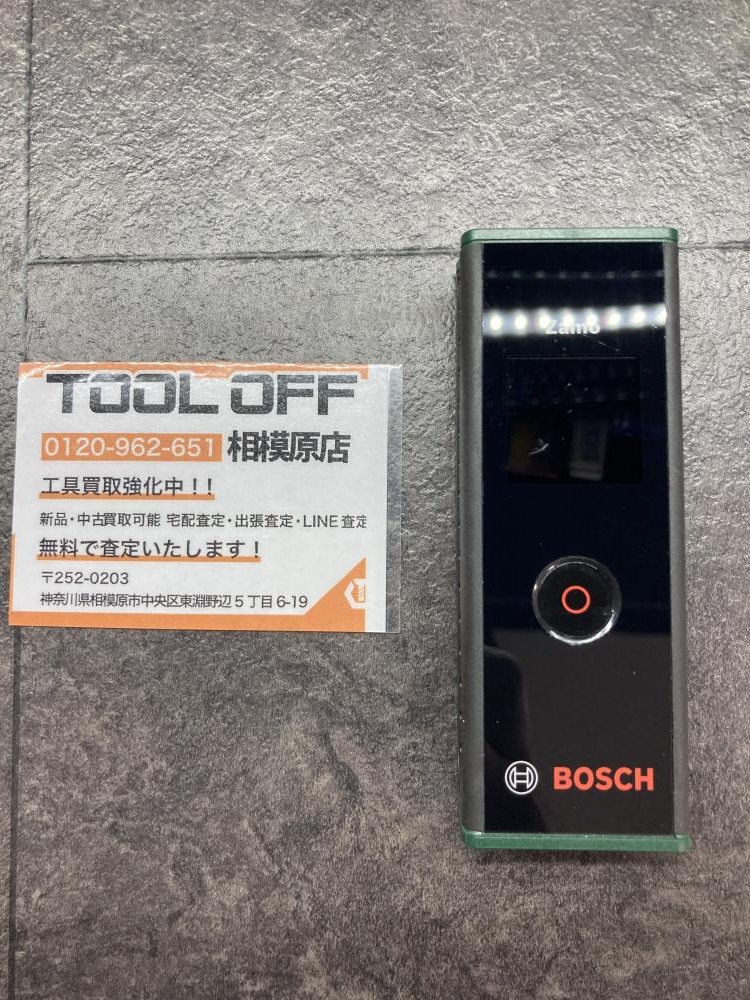 TOOL OFF
0120-962-651 相模原店
工具買取強化中！！
新品・中古買取可能 宅配査定・出張査定・LINE査定
無料で査定いたします！
〒252-0203
神奈川県相模原市中央区東淵野辺5丁目6-19
Zamo
BOSCH